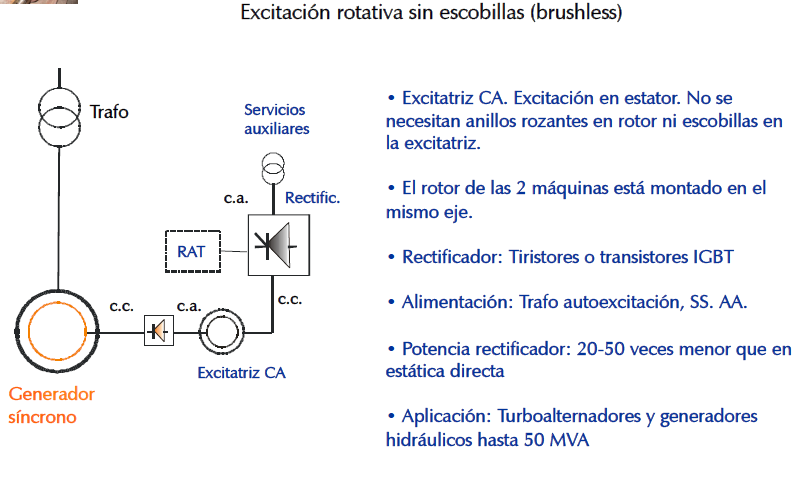 Excitación rotativa sin escobillas (brushless)
Trafo
Servicios
auxiliares
c.a.
Rectific.
RAT
c.c.
c.a.
c.c.
Excitatriz CA
Generador
síncrono
• Excitatriz CA. Excitación en estator. No se
necesitan anillos rozantes en rotor ni escobillas en
la excitatriz.
• El rotor de las 2 máquinas está montado en el
mismo eje.
• Rectificador: Tiristores o transistores IGBT
• Alimentación: Trafo autoexcitación, SS. AA.
• Potencia rectificador: 20-50 veces menor que en
estática directa
• Aplicación: Turboalternadores y generadores
hidráulicos hasta 50 MVA